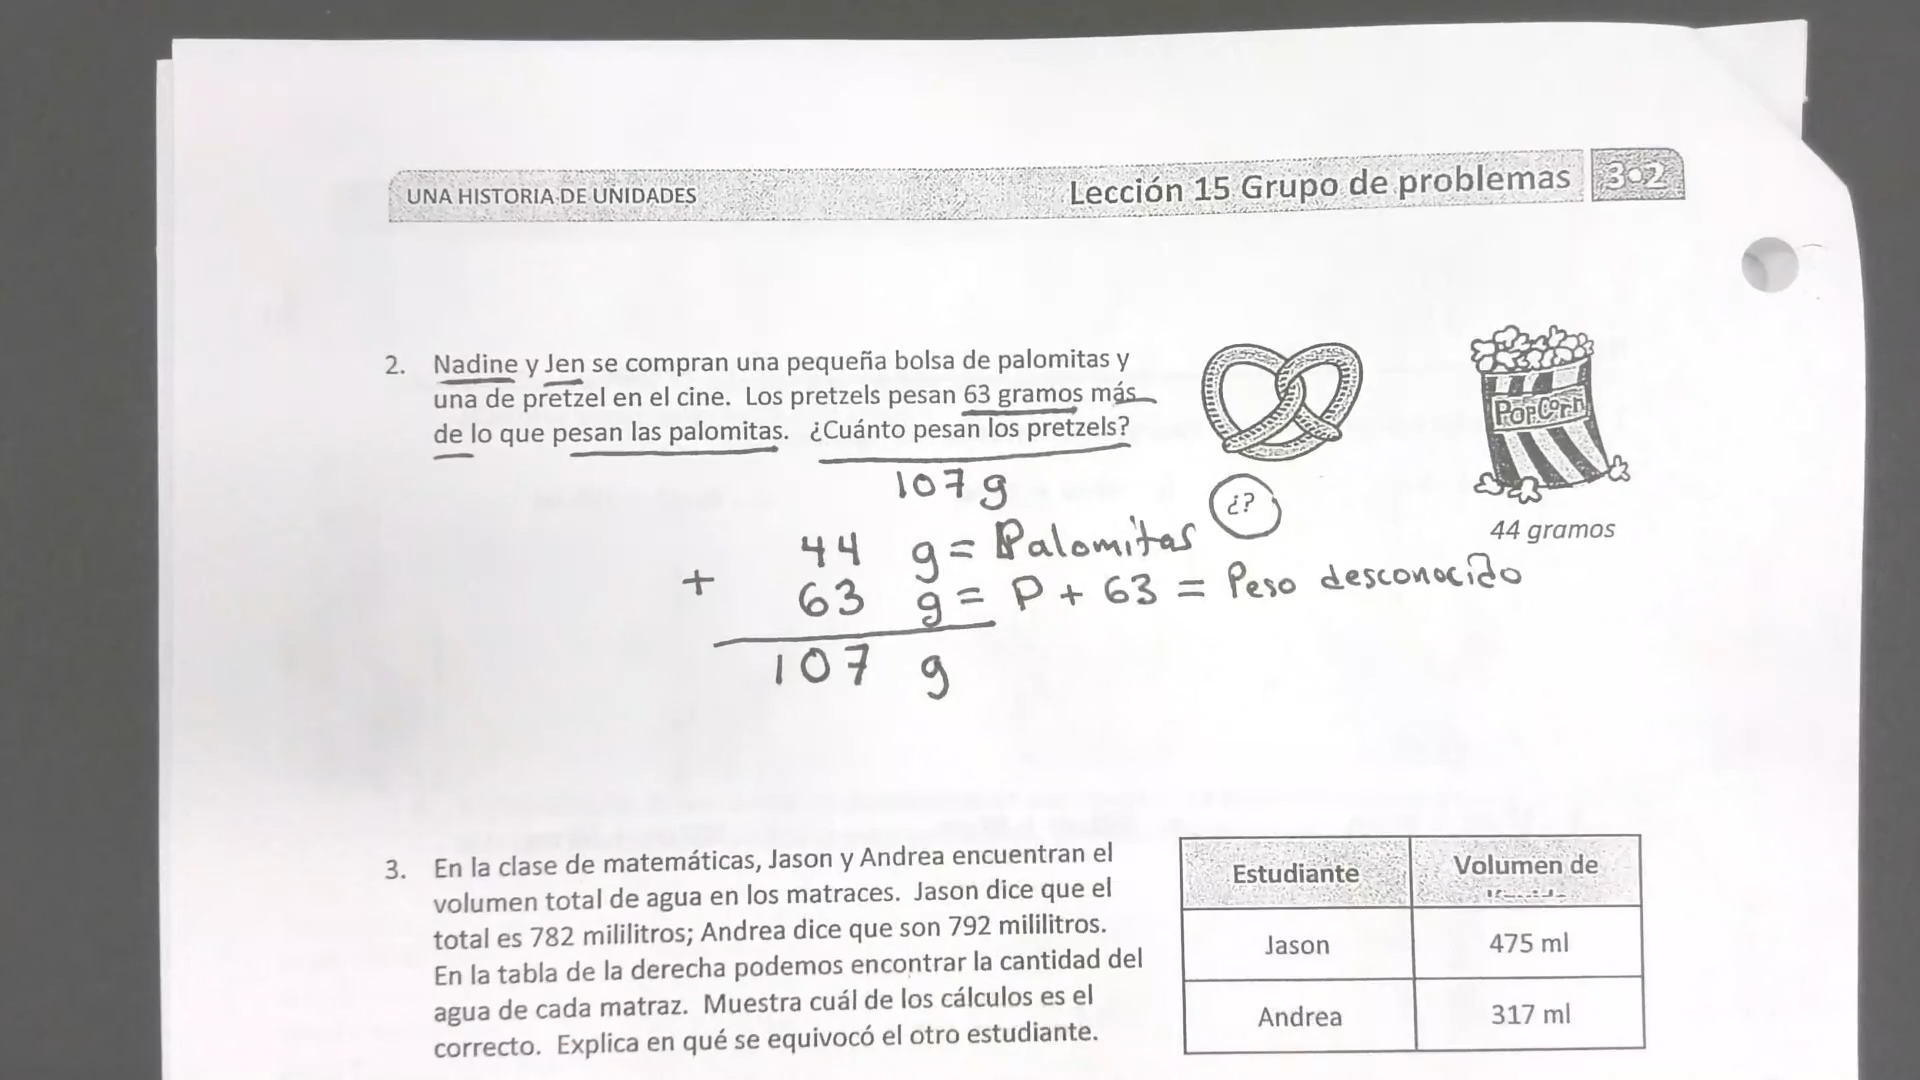 UNA HISTORIA DE UNIDADES
Lección 15 Grupo de problemas 3•2
2. Nadine y Jen se compran una pequeña bolsa de palomitas y
una de pretzel en el cine. Los pretzels pesan 63 gramos más
de lo que pesan las palomitas. ¿Cuánto pesan los pretzels?
PopCorn
107 g
¿?
44 gramos
44 g = Palomitas
+ 63 g = P + 63 = Peso desconocido
107 g
3. En la clase de matemáticas, Jason y Andrea encuentran el
volumen total de agua en los matraces. Jason dice que el
total es 782 mililitros; Andrea dice que son 792 mililitros.
En la tabla de la derecha podemos encontrar la cantidad del
agua de cada matraz. Muestra cuál de los cálculos es el
correcto. Explica en qué se equivocó el otro estudiante.
Estudiante Volumen de
Jason 475 ml
Andrea 317 ml